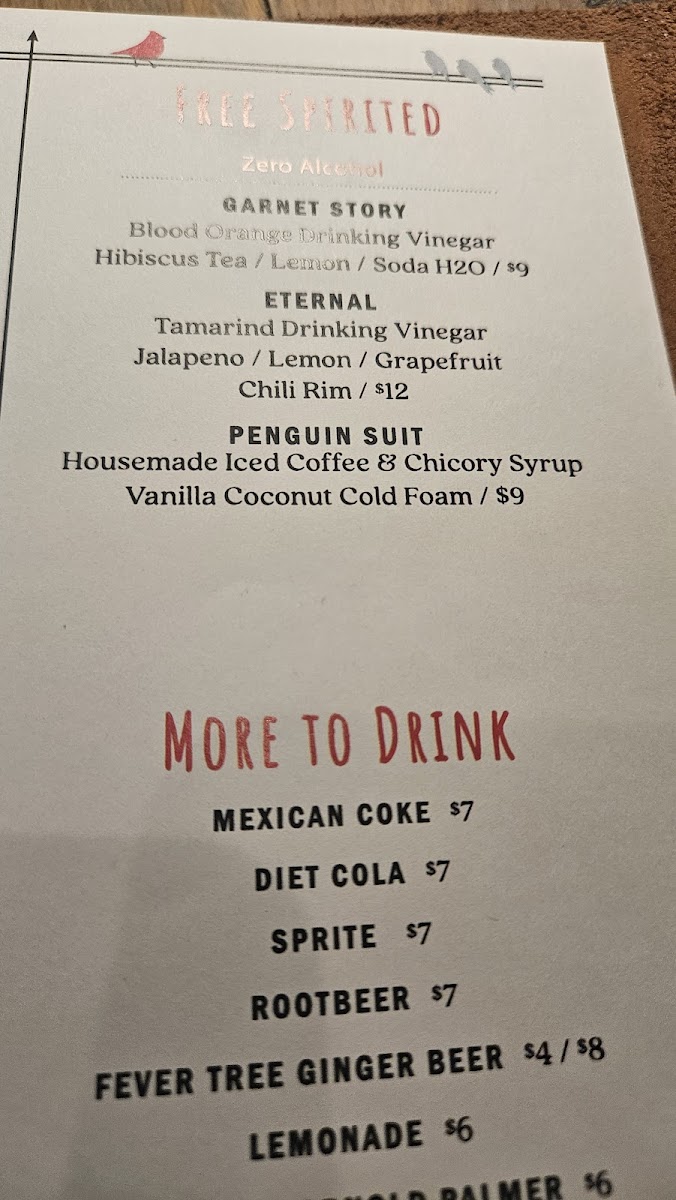 FREE SPIRITED
Zero Alcohol
GARNET STORY
Blood Orange Drinking Vinegar
Hibiscus Tea / Lemon / Soda H2O / $9
ETERNAL
Tamarind Drinking Vinegar
Jalapeno / Lemon / Grapefruit
Chili Rim / $12
PENGUIN SUIT
Housemade Iced Coffee & Chicory Syrup
Vanilla Coconut Cold Foam / $9
MORE TO DRINK
MEXICAN COKE $7
DIET COLA $7
SPRITE $7
ROOTBEER $7
FEVER TREE GINGER BEER $4 / $8
LEMONADE $6
PALMER $6